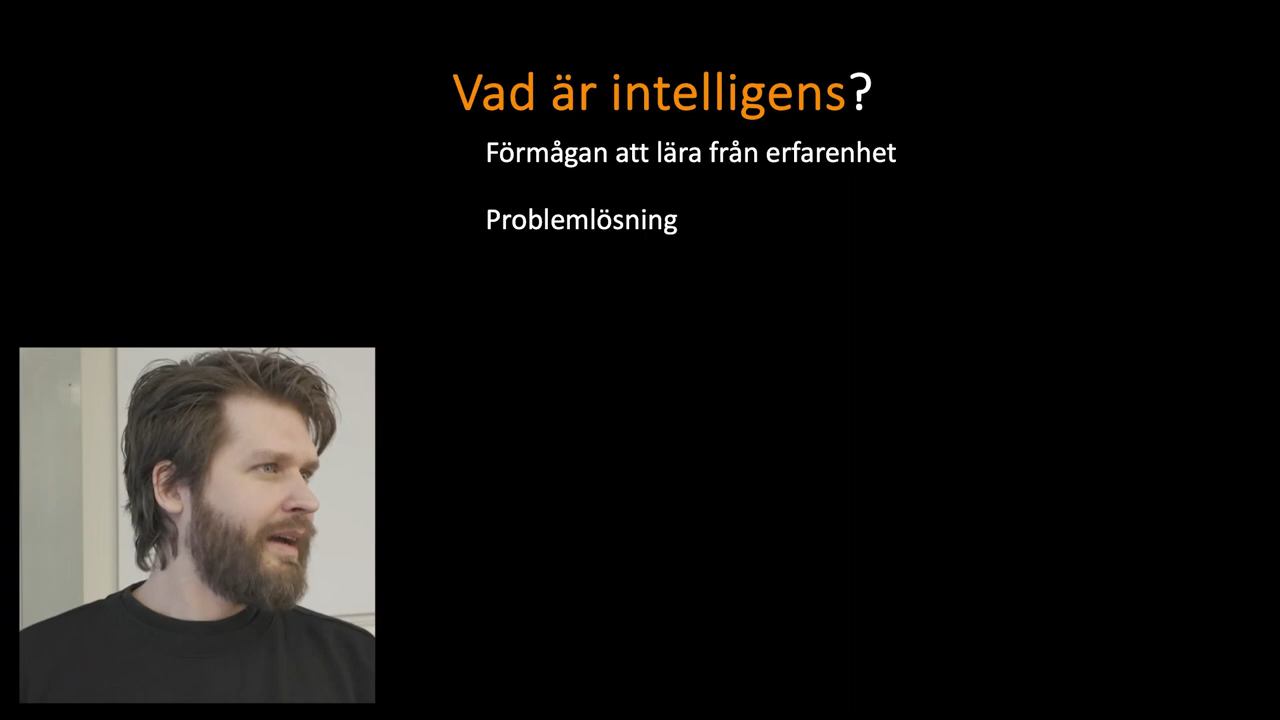 Vad är intelligens?
Förmågan att lära från erfarenhet
Problemlösning